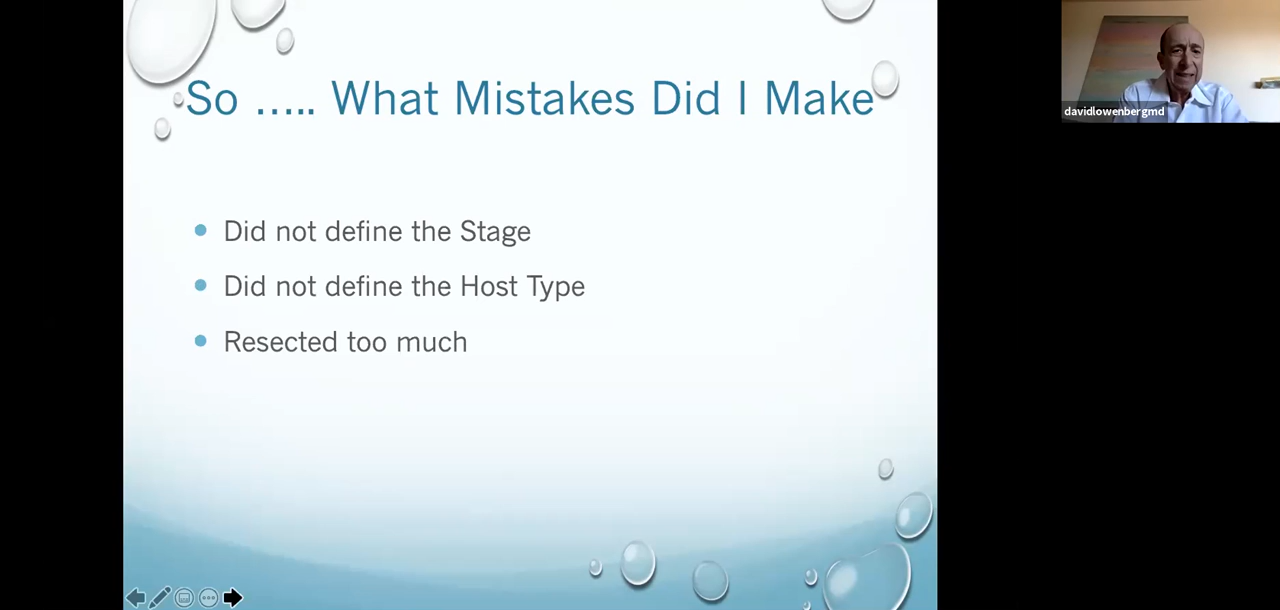 So ..... What Mistakes Did I Make
davidlowenbergmd
Did not define the Stage
Did not define the Host Type
Resected too much